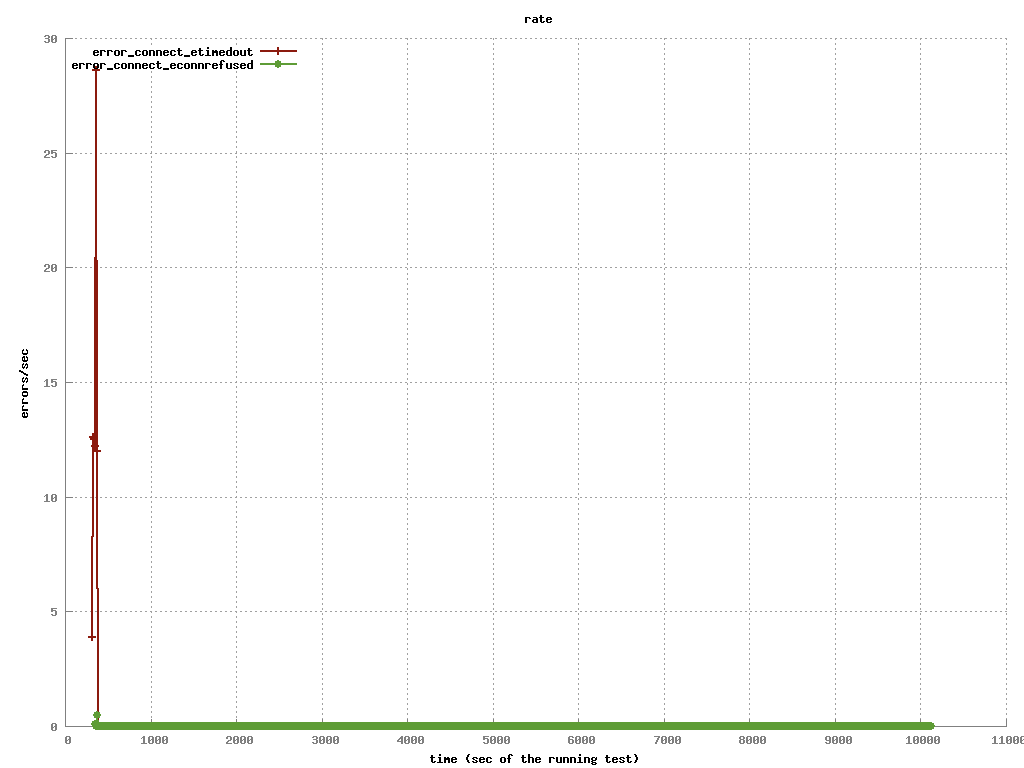 rate
error_connect_etimedout
error_connect_econnrefused
30
25
20
15
10
5
0
errors/sec
0 1000 2000 3000 4000 5000 6000 7000 8000 9000 10000 11000
time (sec of the running test)